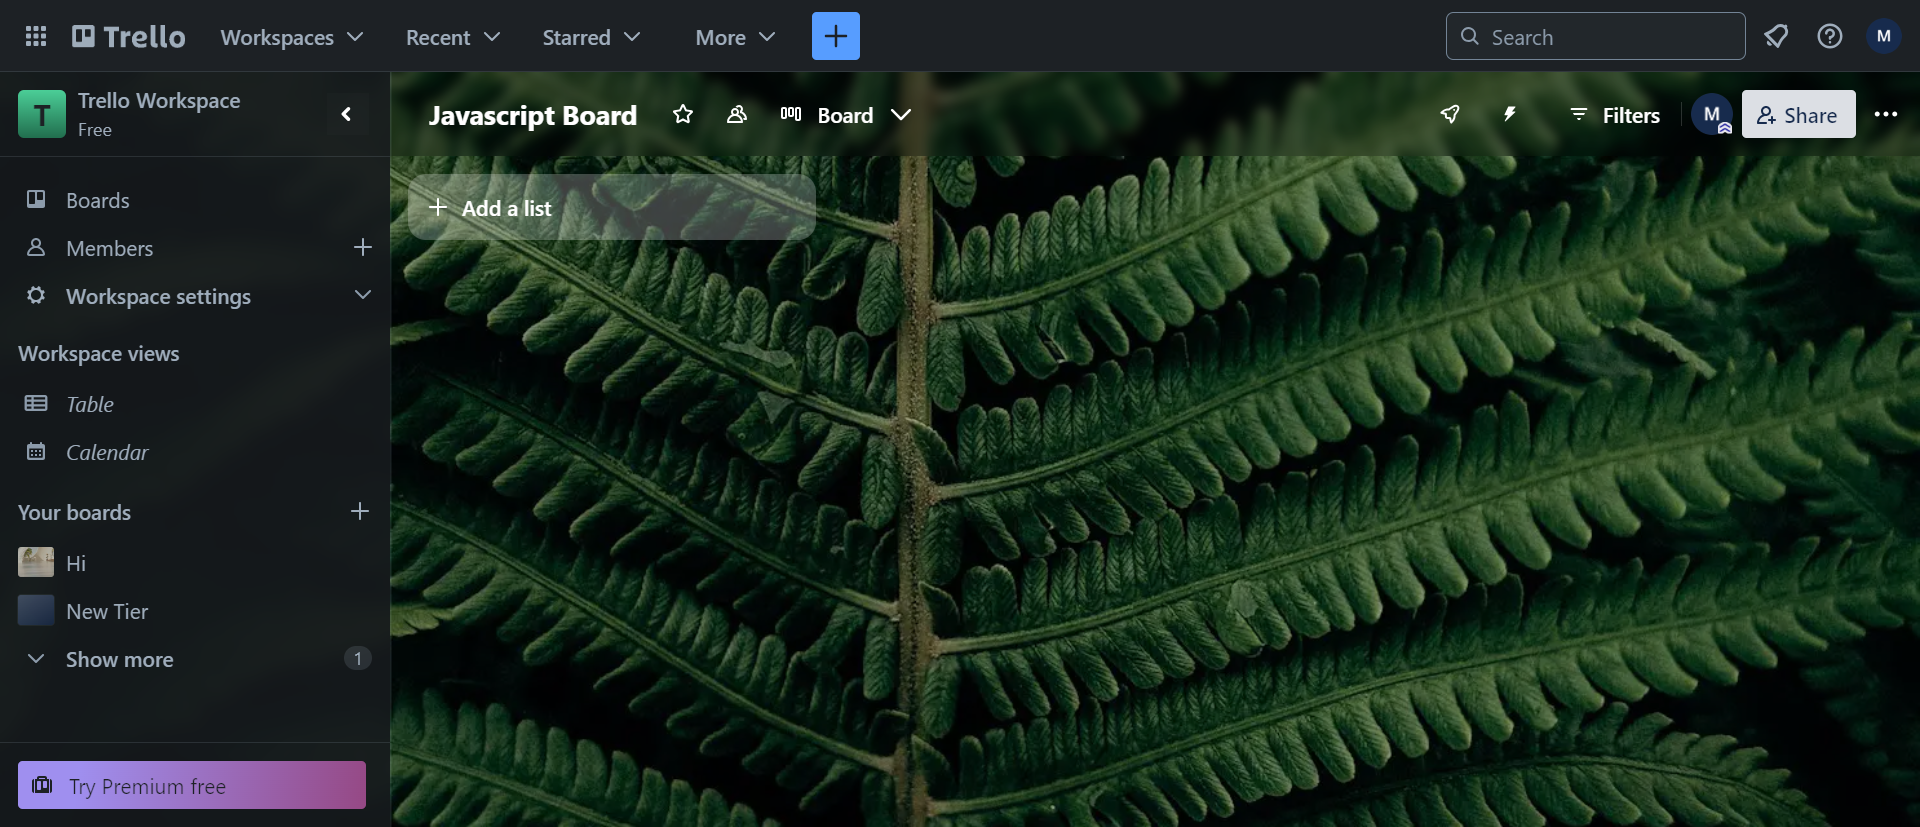 Trello Workspaces Recent Starred More Search M
T Trello Workspace
Free
Javascript Board Board Filters M Share
Boards
Add a list
Members
Workspace settings
Workspace views
Table
Calendar
Your boards
Hi
New Tier
Show more 1
Try Premium free